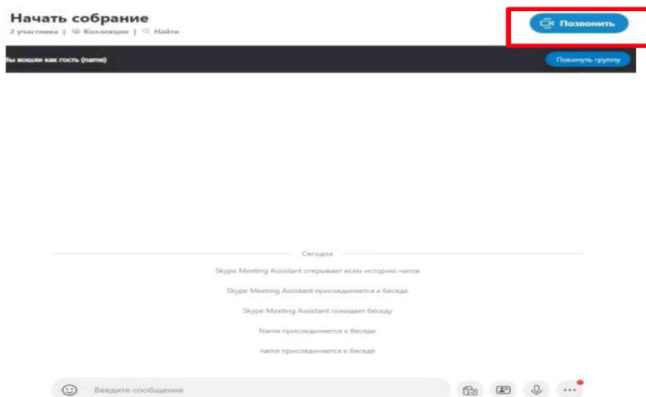 Начать собрание
Позвонить
2 участника | Коллекция | Найти
Вы вошли как гость (name)
Покинуть группу
Сегодня
Skype Meeting Assistant открывает всем историю чатов
Skype Meeting Assistant присоединяется к беседе
Skype Meeting Assistant покидает беседу
Name присоединяется к беседе
name присоединяется к беседе
Введите сообщение